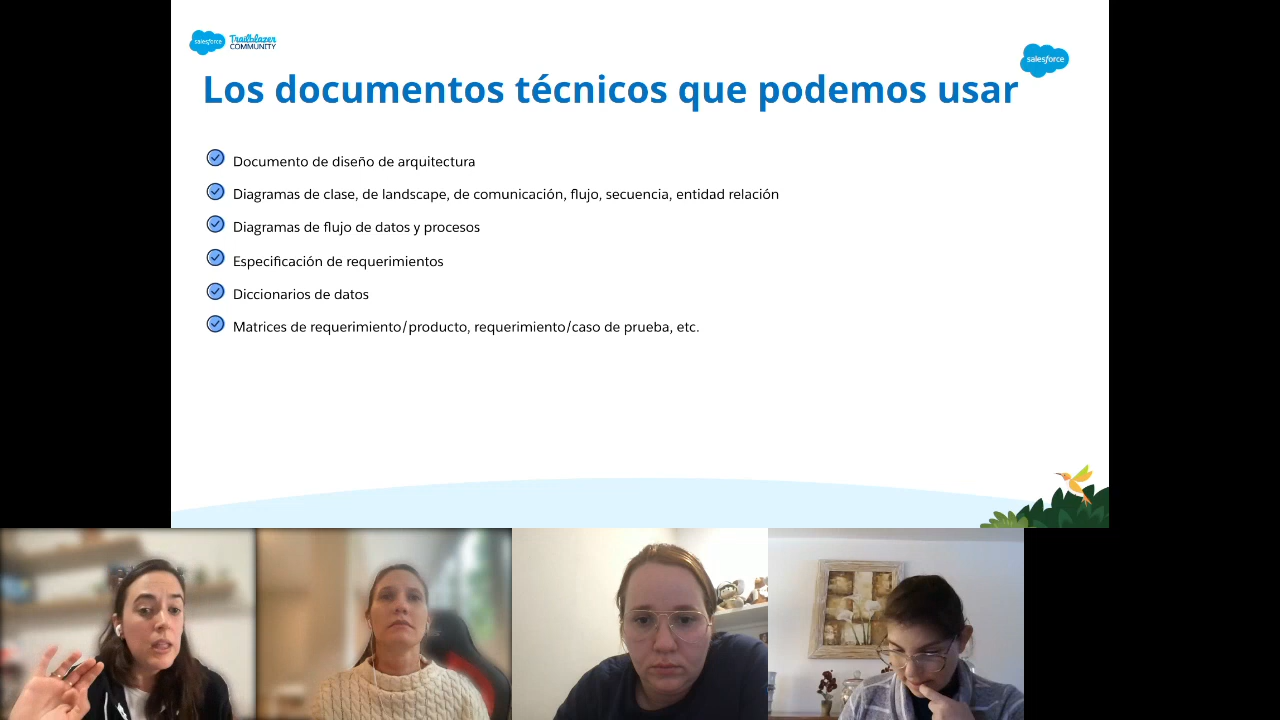 salesforce
Trailblazer
COMMUNITY
salesforce
Los documentos técnicos que podemos usar
Documento de diseño de arquitectura
Diagramas de clase, de landscape, de comunicación, flujo, secuencia, entidad relación
Diagramas de flujo de datos y procesos
Especificación de requerimientos
Diccionarios de datos
Matrices de requerimiento/producto, requerimiento/caso de prueba, etc.